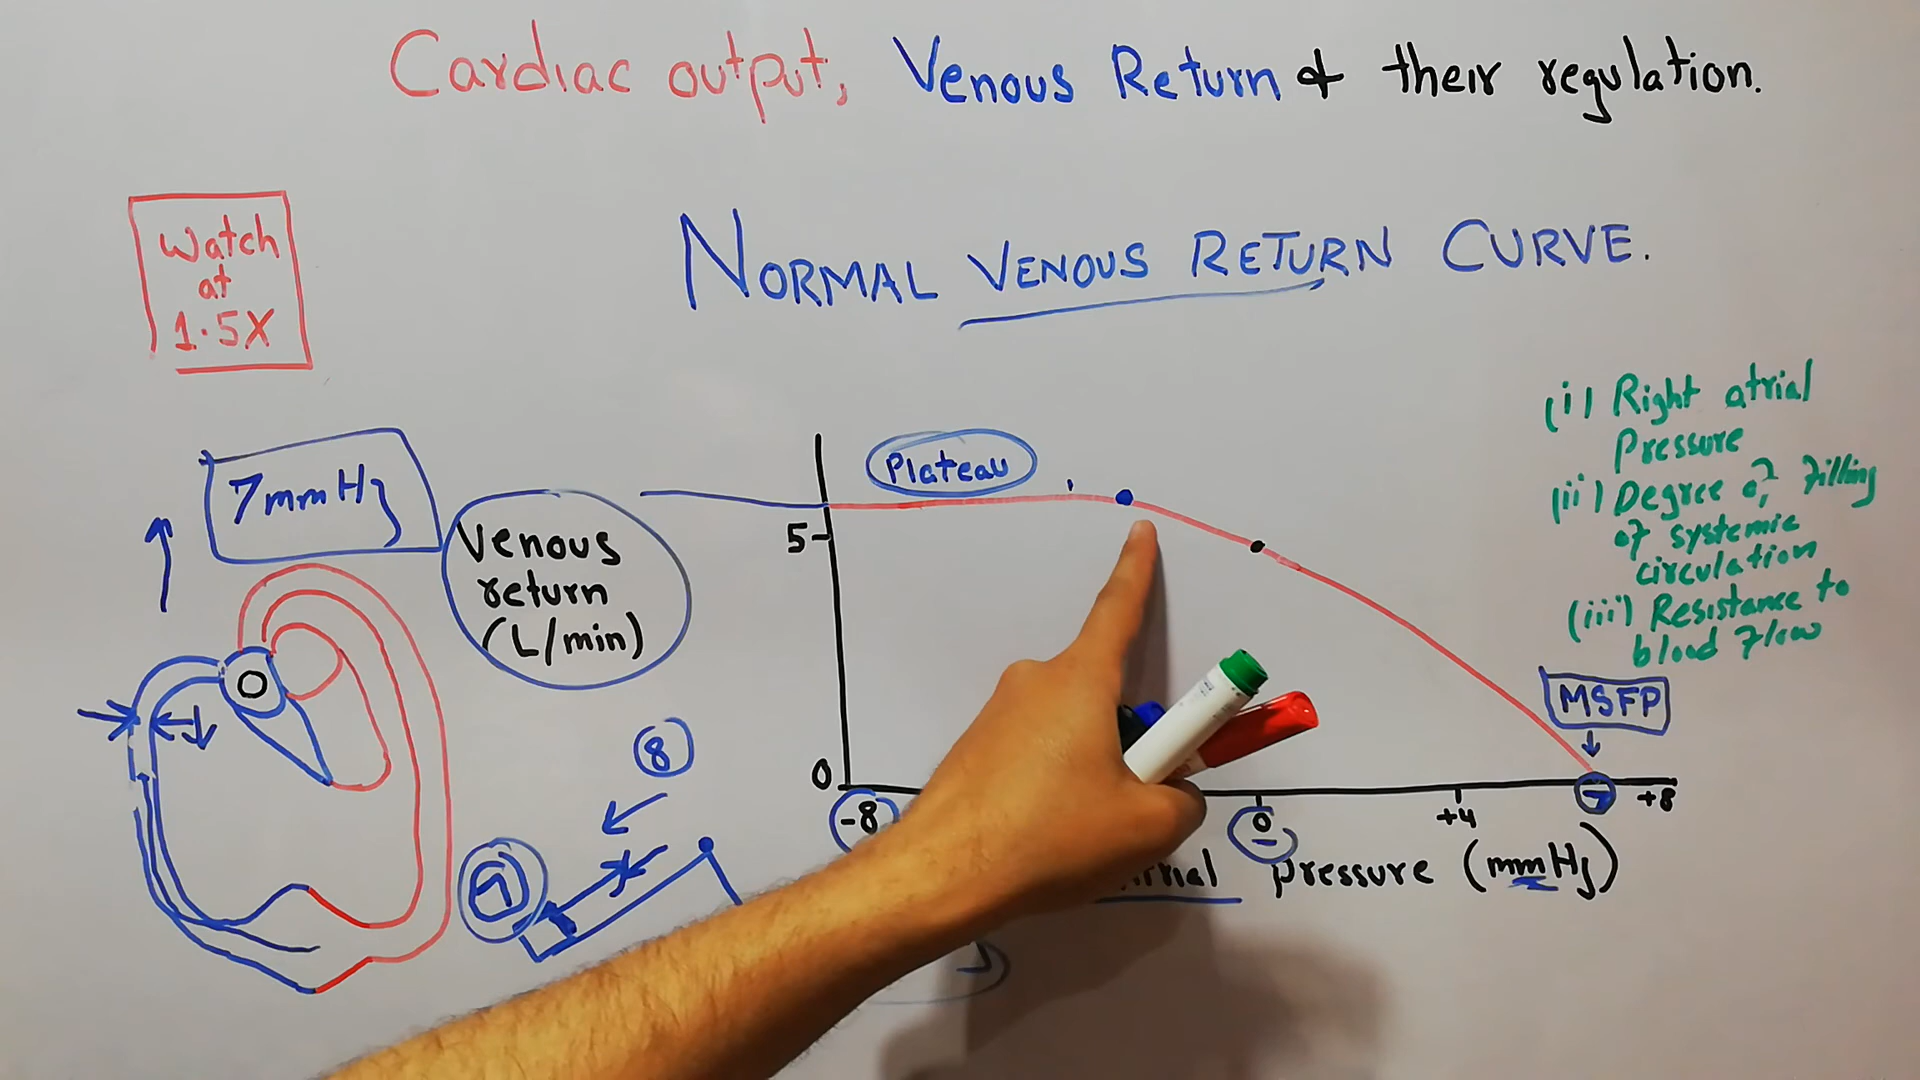 Cardiac output, Venous Return & their regulation.
Watch
at
1.5X
NORMAL VENOUS RETURN CURVE.
(i) Right atrial
Pressure
(ii) Degree of filling
of systemic
circulation
(iii) Resistance to
blood flow
7mmHg
Plateau
Venous
return
(L/min)
5
0
MSFP
-8
0
+4
7
+8
Pressure (mmHg)
0
8
7